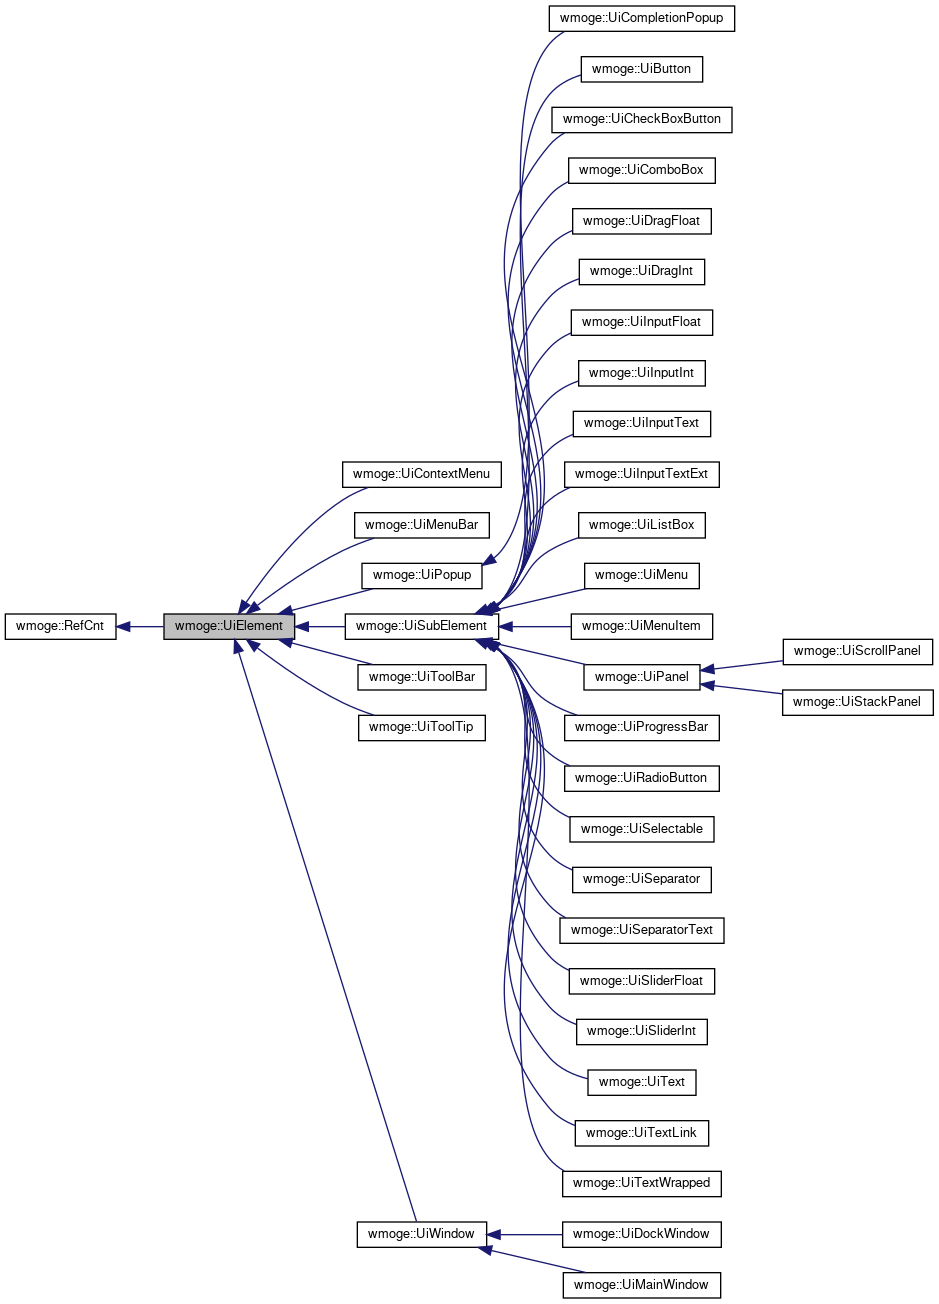 wmoge::UiCompletionPopup
wmoge::UiButton
wmoge::UiCheckBoxButton
wmoge::UiComboBox
wmoge::UiDragFloat
wmoge::UiDragInt
wmoge::UiInputFloat
wmoge::UiInputInt
wmoge::UiInputText
wmoge::UiContextMenu
wmoge::UiInputTextExt
wmoge::UiMenuBar
wmoge::UiListBox
wmoge::UiPopup
wmoge::UiMenu
wmoge::RefCnt
wmoge::UiElement
wmoge::UiSubElement
wmoge::UiMenuItem
wmoge::UiScrollPanel
wmoge::UiToolBar
wmoge::UiPanel
wmoge::UiStackPanel
wmoge::UiToolTip
wmoge::UiProgressBar
wmoge::UiRadioButton
wmoge::UiSelectable
wmoge::UiSeparator
wmoge::UiSeparatorText
wmoge::UiSliderFloat
wmoge::UiSliderInt
wmoge::UiText
wmoge::UiTextLink
wmoge::UiTextWrapped
wmoge::UiWindow
wmoge::UiDockWindow
wmoge::UiMainWindow